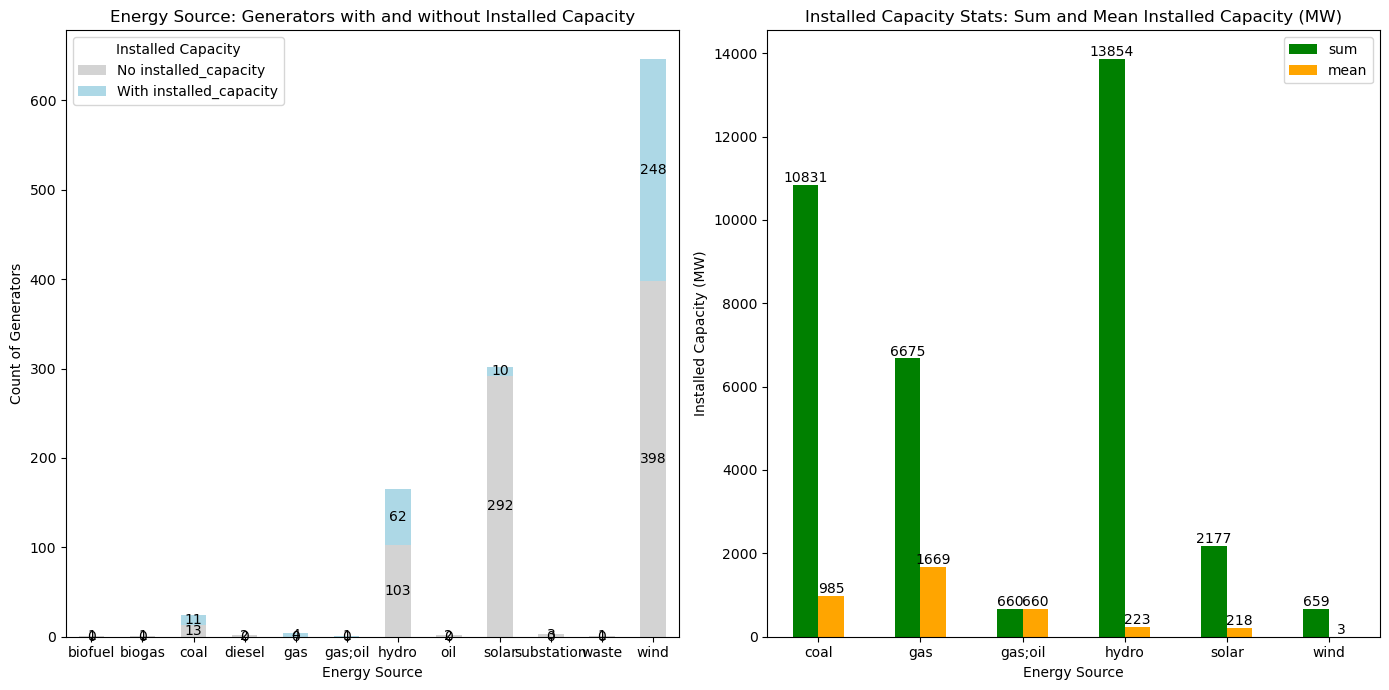 Energy Source: Generators with and without Installed Capacity
Installed Capacity
No installed_capacity
With installed_capacity
Count of Generators
600
500
400
300
200
100
0
248
398
10
292
62
103
11
13
4
biofuel biogas coal diesel gas gas;oil hydro oil solar substation waste wind
Energy Source
Installed Capacity Stats: Sum and Mean Installed Capacity (MW)
sum
mean
Installed Capacity (MW)
14000
12000
10000
8000
6000
4000
2000
0
10831
985
6675
1669
660 660
13854
223
2177
218
659
3
coal gas gas;oil hydro solar wind
Energy Source